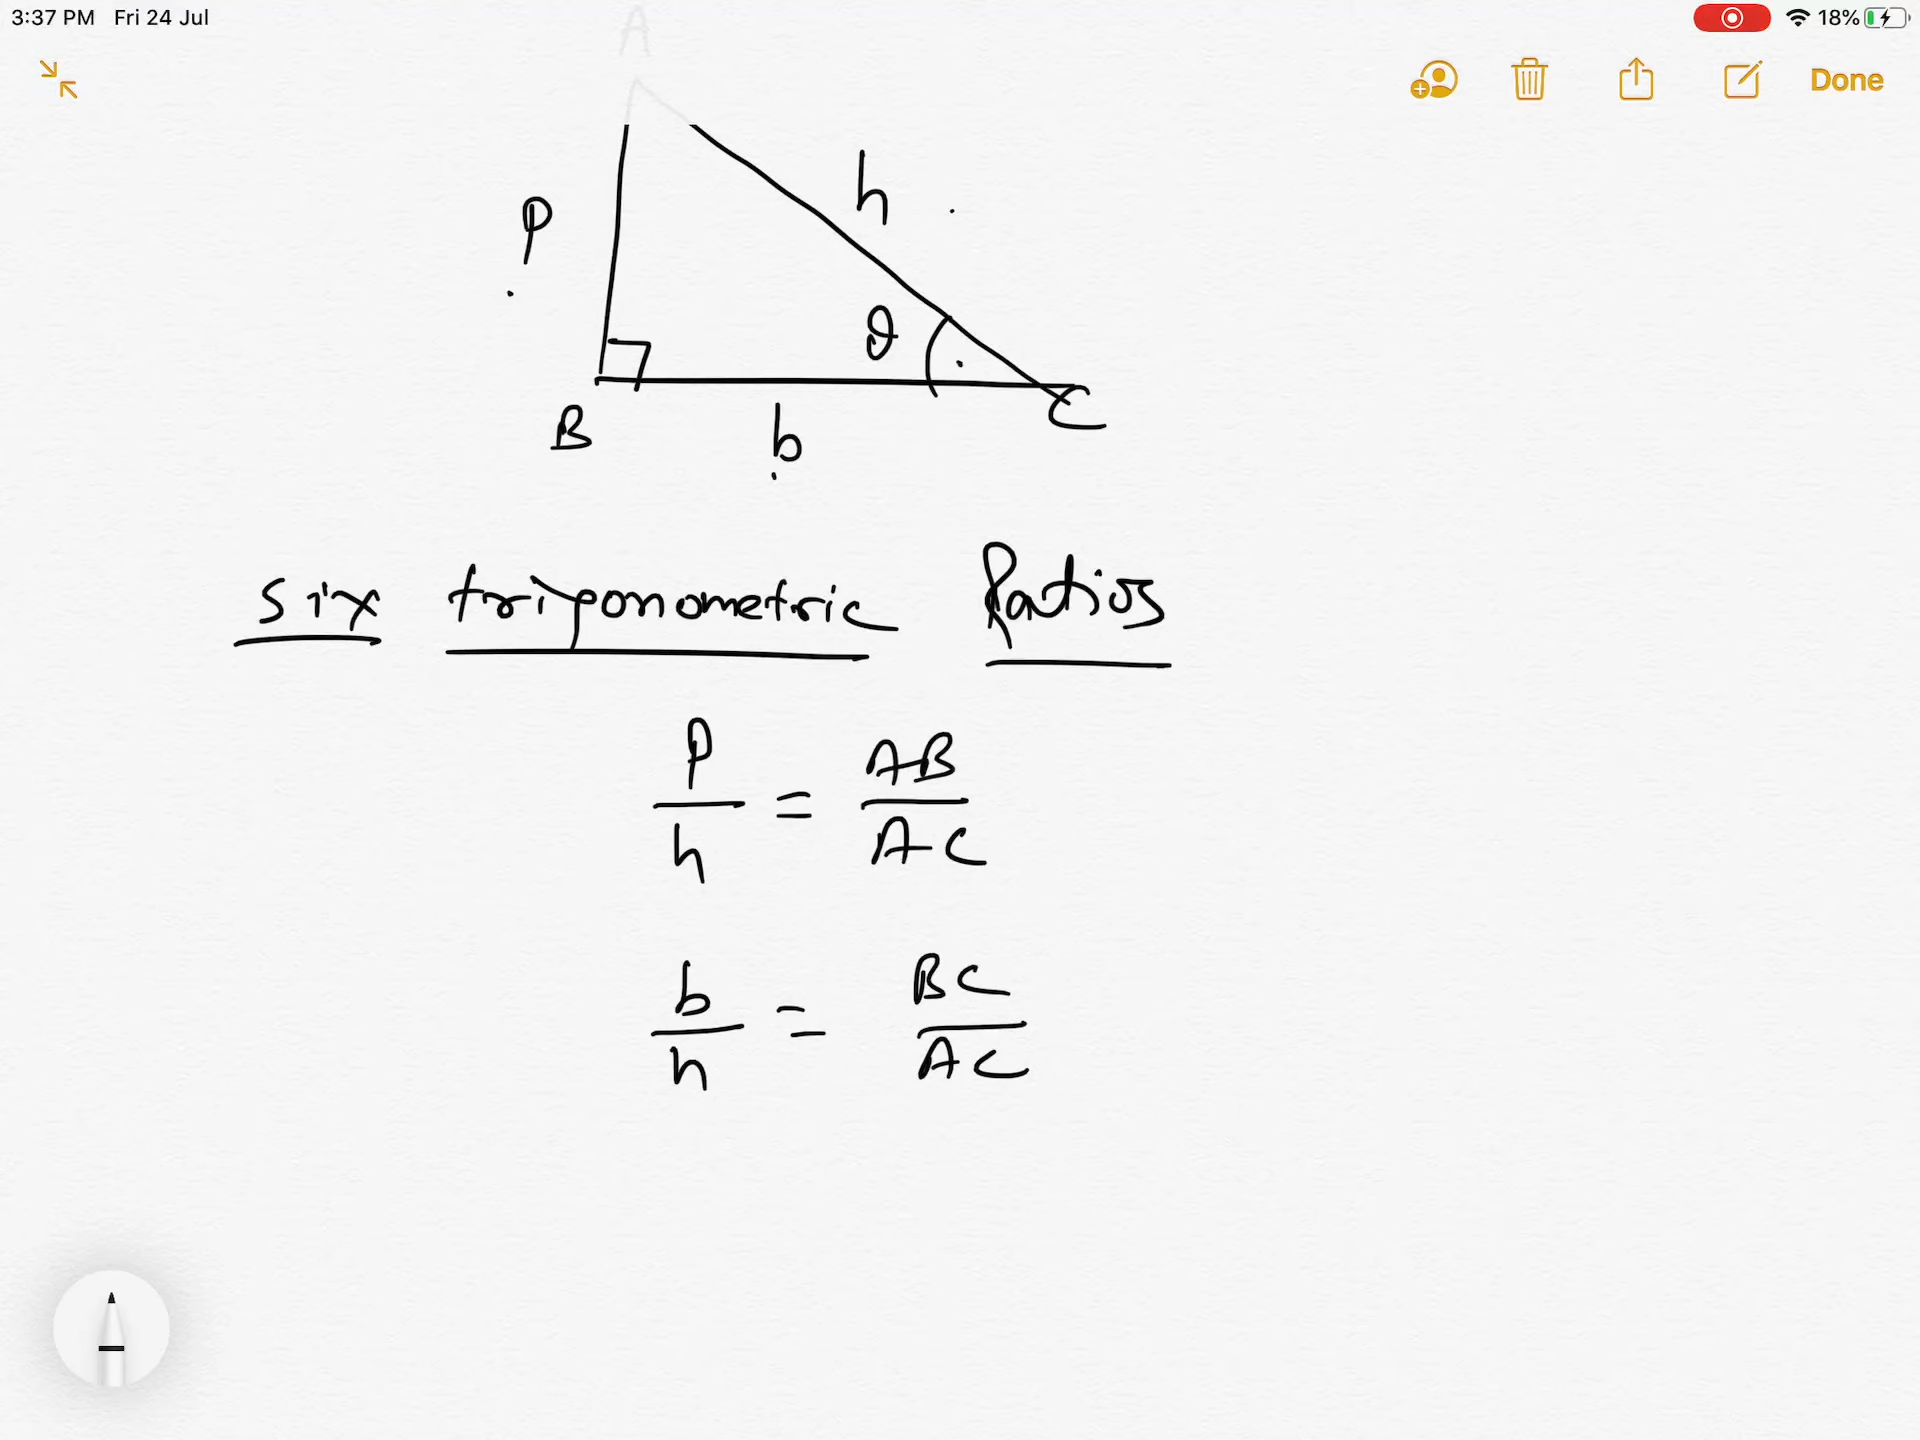 3:37 PM Fri 24 Jul
18%
Done
A
h
P
θ
B
b
C
six trigonometric Ratios
P/h = AB/AC
b/h = BC/AC